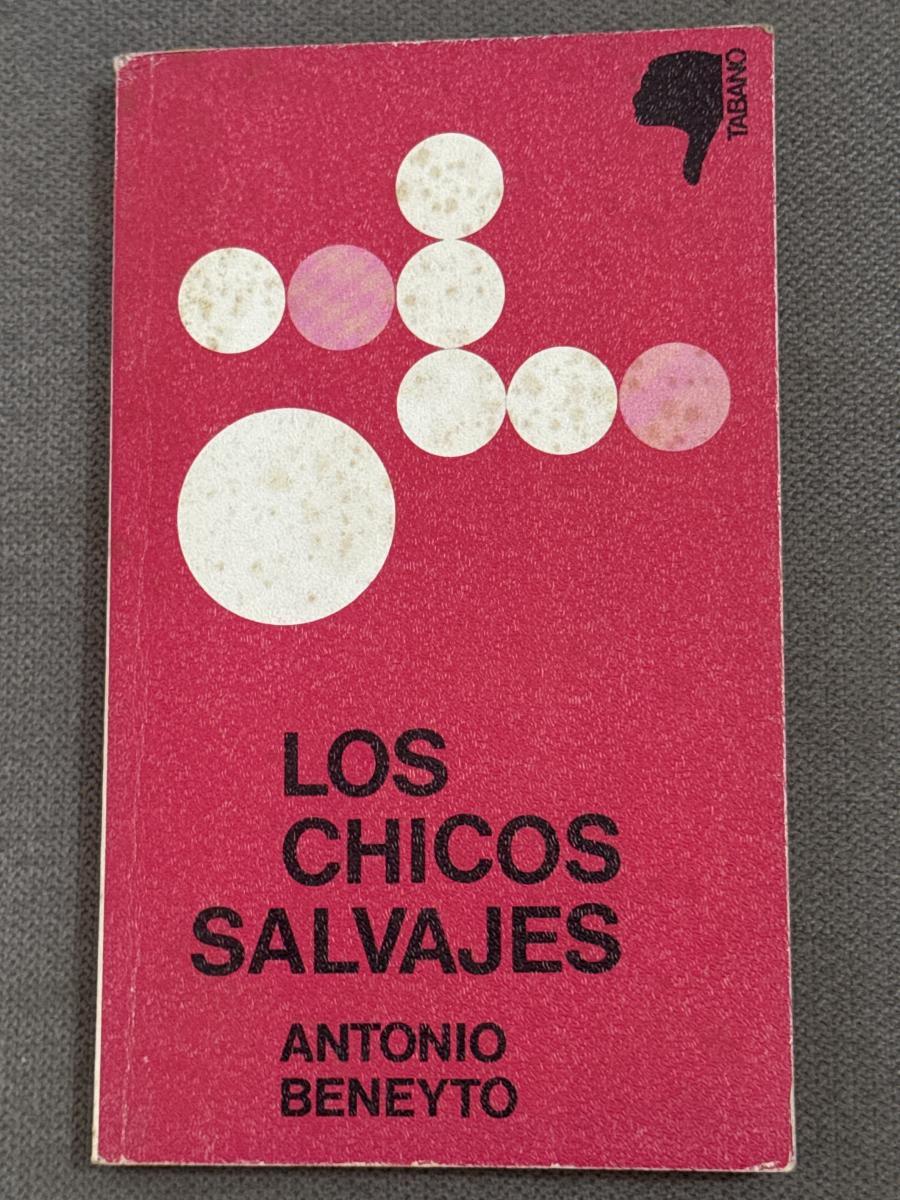 TABANO
LOS
CHICOS
SALVAJES
ANTONIO
BENEYTO